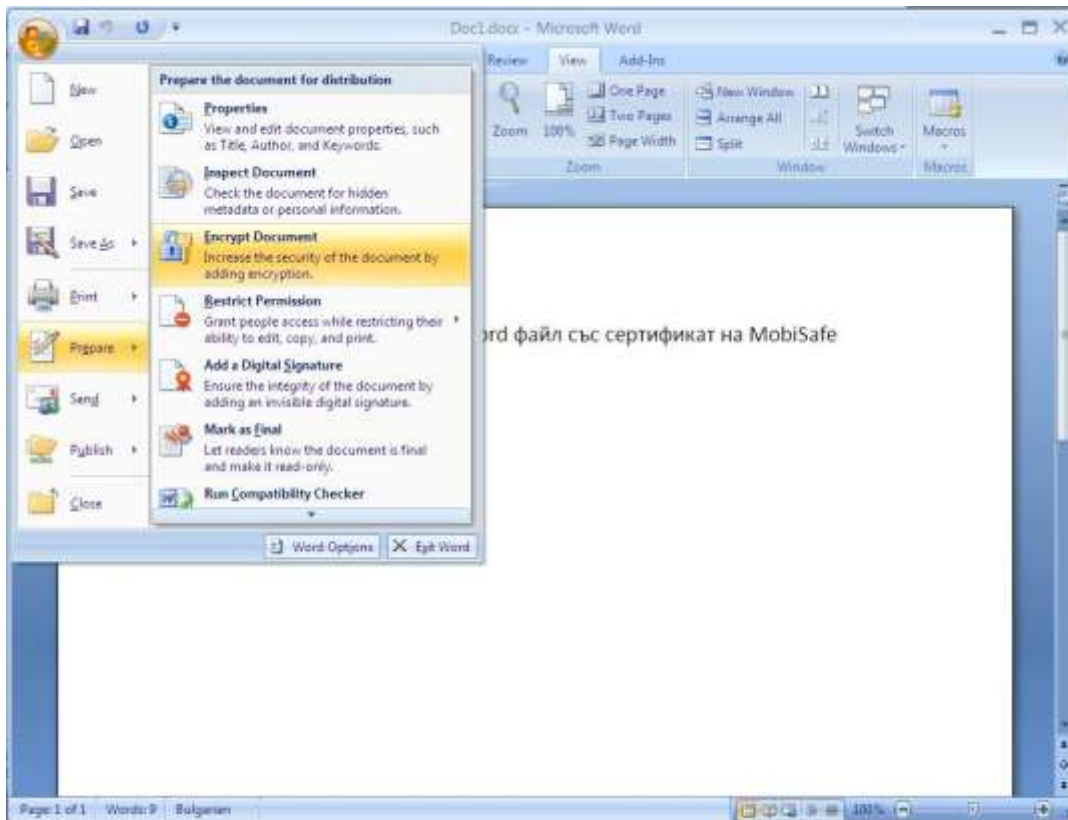 Doc1.docx - Microsoft Word
Review View Add-Ins
New
Open
Save
Save As
Print
Prepare
Send
Publish
Close
Prepare the document for distribution
Properties
View and edit document properties, such
as Title, Author, and Keywords.
Inspect Document
Check the document for hidden
metadata or personal information.
Encrypt Document
Increase the security of the document by
adding encryption.
Restrict Permission
Grant people access while restricting their
ability to edit, copy, and print.
Add a Digital Signature
Ensure the integrity of the document by
adding an invisible digital signature.
Mark as Final
Let readers know the document is final
and make it read-only.
Run Compatibility Checker
Word Options
Exit Word
Zoom
100%
One Page
Two Pages
Page Width
Zoom
New Window
Arrange All
Split
Switch
Windows
Window
Macros
Macros
ord файл със сертификат на MobiSafe
Page: 1 of 1 Words: 9 Bulgarian
100%